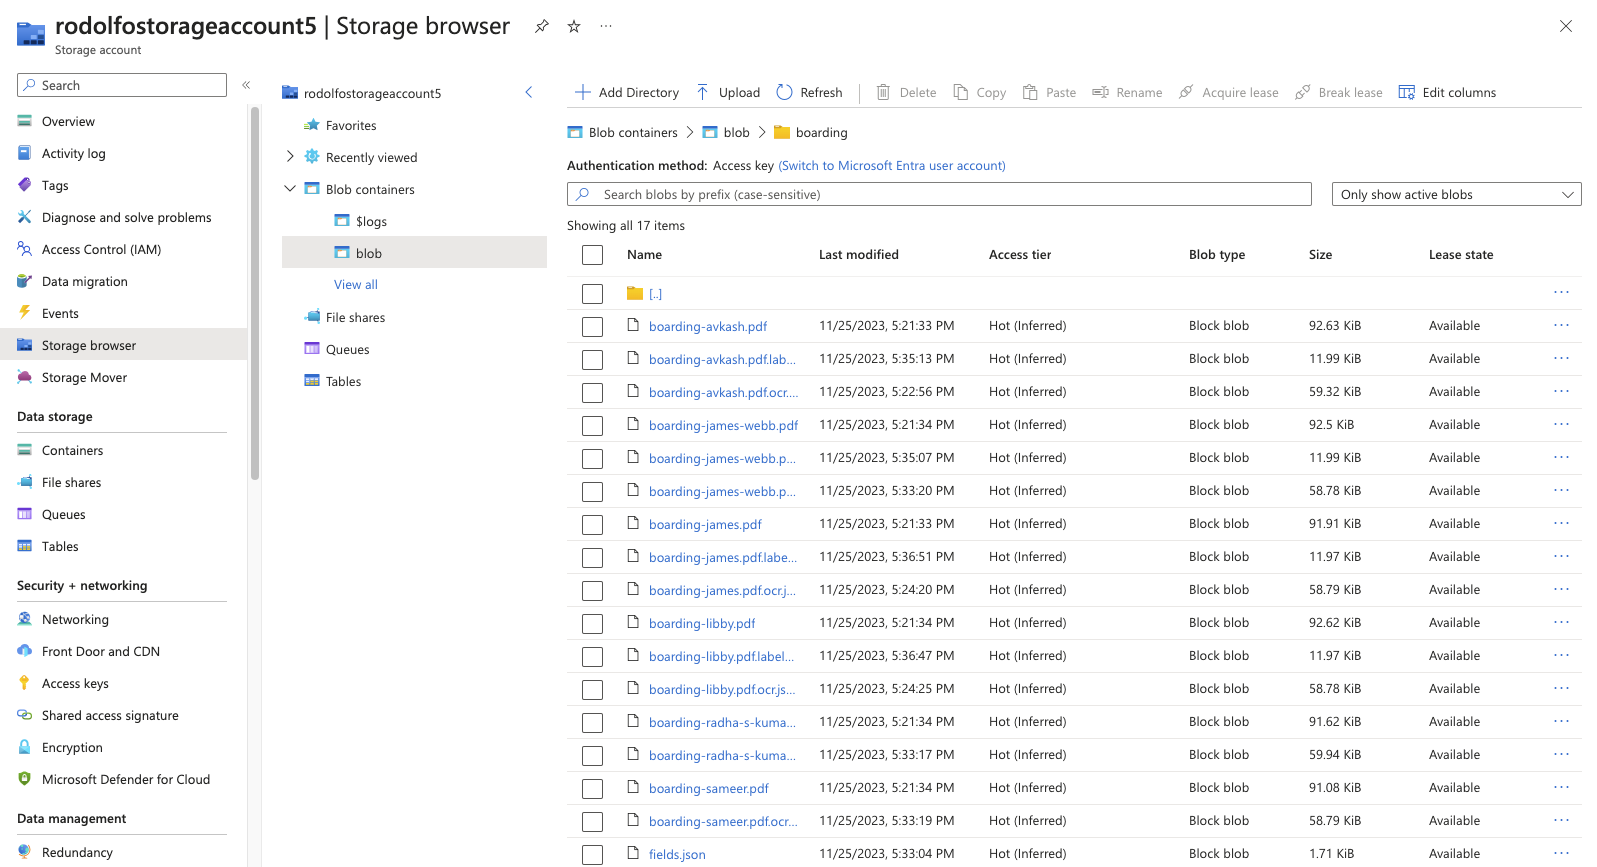 rodolfostorageaccount5 | Storage browser
Storage account
Search
Overview
Activity log
Tags
Diagnose and solve problems
Access Control (IAM)
Data migration
Events
Storage browser
Storage Mover
Data storage
Containers
File shares
Queues
Tables
Security + networking
Networking
Front Door and CDN
Access keys
Shared access signature
Encryption
Microsoft Defender for Cloud
Data management
Redundancy
rodolfostorageaccount5
Favorites
Recently viewed
Blob containers
$logs
blob
View all
File shares
Queues
Tables
Add Directory Upload Refresh Delete Copy Paste Rename Acquire lease Break lease Edit columns
Blob containers > blob > boarding
Authentication method: Access key (Switch to Microsoft Entra user account)
Search blobs by prefix (case-sensitive) Only show active blobs
Showing all 17 items
Name Last modified Access tier Blob type Size Lease state
[..] ...
boarding-avkash.pdf 11/25/2023, 5:21:33 PM Hot (Inferred) Block blob 92.63 KiB Available ...
boarding-avkash.pdf.lab... 11/25/2023, 5:35:13 PM Hot (Inferred) Block blob 11.99 KiB Available ...
boarding-avkash.pdf.ocr.... 11/25/2023, 5:22:56 PM Hot (Inferred) Block blob 59.32 KiB Available ...
boarding-james-webb.pdf 11/25/2023, 5:21:34 PM Hot (Inferred) Block blob 92.5 KiB Available ...
boarding-james-webb.p... 11/25/2023, 5:35:07 PM Hot (Inferred) Block blob 11.99 KiB Available ...
boarding-james-webb.p... 11/25/2023, 5:33:20 PM Hot (Inferred) Block blob 58.78 KiB Available ...
boarding-james.pdf 11/25/2023, 5:21:33 PM Hot (Inferred) Block blob 91.91 KiB Available ...
boarding-james.pdf.labe... 11/25/2023, 5:36:51 PM Hot (Inferred) Block blob 11.97 KiB Available ...
boarding-james.pdf.ocr.j... 11/25/2023, 5:24:20 PM Hot (Inferred) Block blob 58.79 KiB Available ...
boarding-libby.pdf 11/25/2023, 5:21:34 PM Hot (Inferred) Block blob 92.62 KiB Available ...
boarding-libby.pdf.label... 11/25/2023, 5:36:47 PM Hot (Inferred) Block blob 11.97 KiB Available ...
boarding-libby.pdf.ocr.js... 11/25/2023, 5:24:25 PM Hot (Inferred) Block blob 58.78 KiB Available ...
boarding-radha-s-kuma... 11/25/2023, 5:21:34 PM Hot (Inferred) Block blob 91.62 KiB Available ...
boarding-radha-s-kuma... 11/25/2023, 5:33:17 PM Hot (Inferred) Block blob 59.94 KiB Available ...
boarding-sameer.pdf 11/25/2023, 5:21:34 PM Hot (Inferred) Block blob 91.08 KiB Available ...
boarding-sameer.pdf.ocr... 11/25/2023, 5:33:19 PM Hot (Inferred) Block blob 58.79 KiB Available ...
fields.json 11/25/2023, 5:33:04 PM Hot (Inferred) Block blob 1.71 KiB Available ...